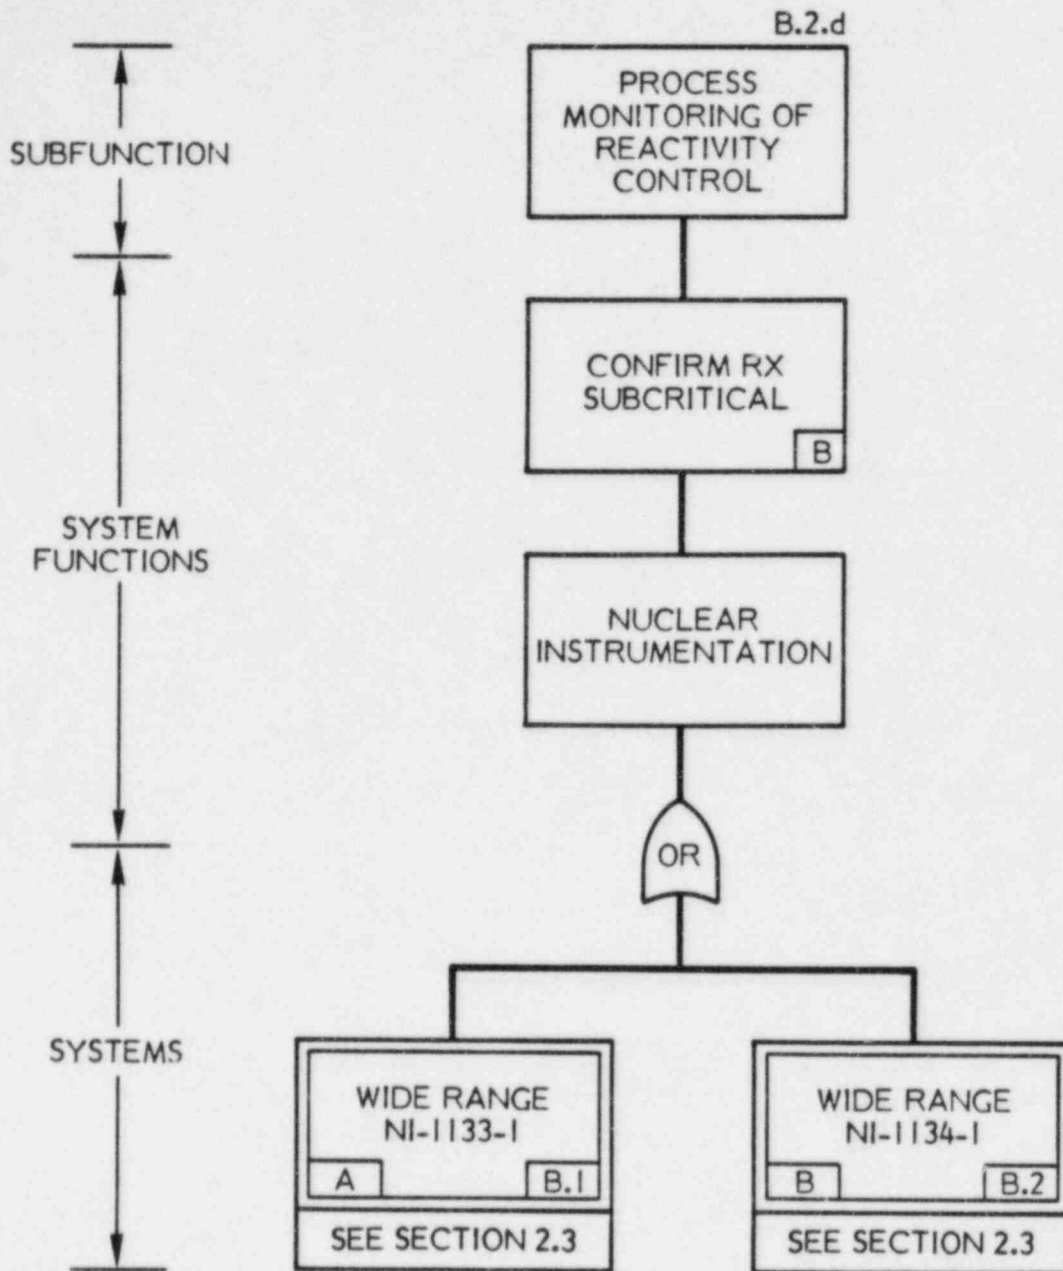 B.2.d
SUBFUNCTION
PROCESS
MONITORING OF
REACTIVITY
CONTROL
SYSTEM
FUNCTIONS
CONFIRM RX
SUBCRITICAL
B
NUCLEAR
INSTRUMENTATION
OR
SYSTEMS
WIDE RANGE
NI-1133-1
A
B.1
SEE SECTION 2.3
WIDE RANGE
NI-1134-1
B
B.2
SEE SECTION 2.3